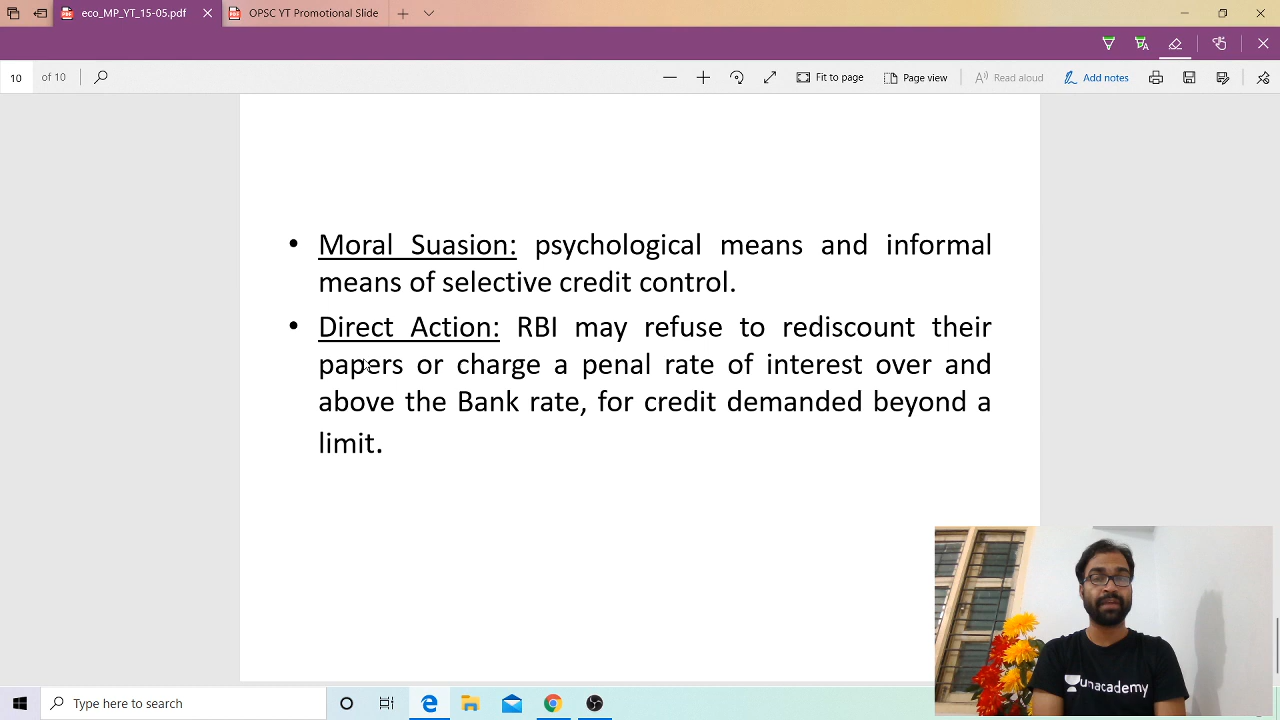 eco_MP_YT_15-05.pdf
OPSC YT Promotional Slide
10 of 10
Fit to page
Page view
Read aloud
Add notes
• Moral Suasion: psychological means and informal
means of selective credit control.
• Direct Action: RBI may refuse to rediscount their
papers or charge a penal rate of interest over and
above the Bank rate, for credit demanded beyond a
limit.
unacademy
Type here to search